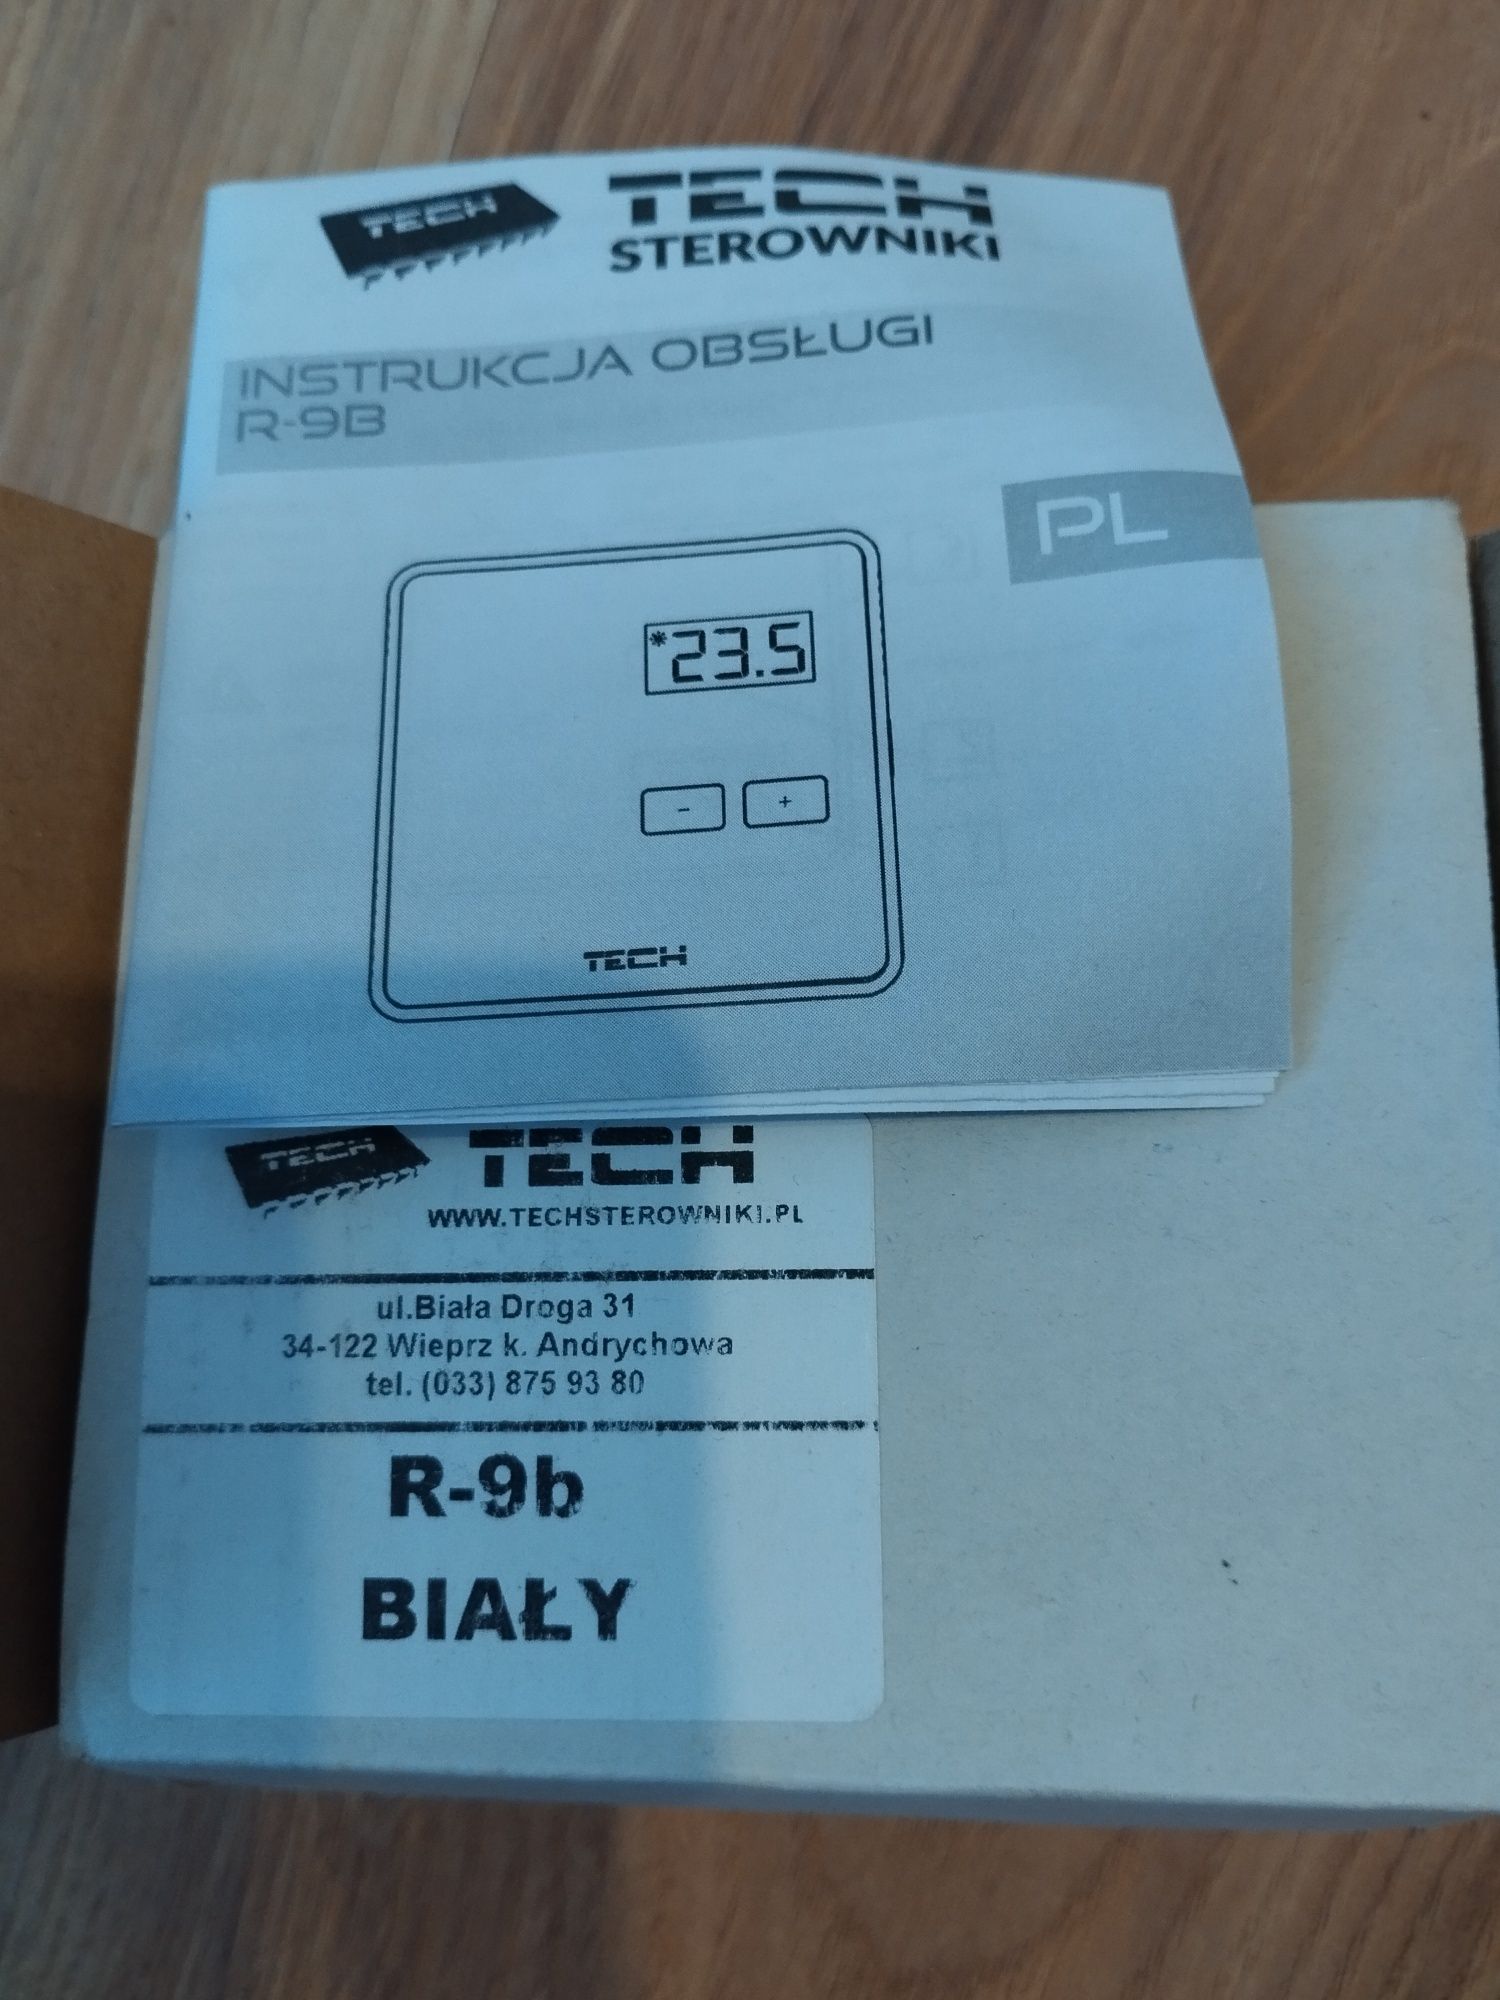 TECH
TECH
STEROWNIKI
INSTRUKCJA OBSŁUGI
R-9B
PL
*23.5
- +
TECH
TECH
TECH
WWW.TECHSTEROWNIKI.PL
ul.Biała Droga 31
34-122 Wieprz k. Andrychowa
tel. (033) 875 93 80
R-9b
BIAŁY